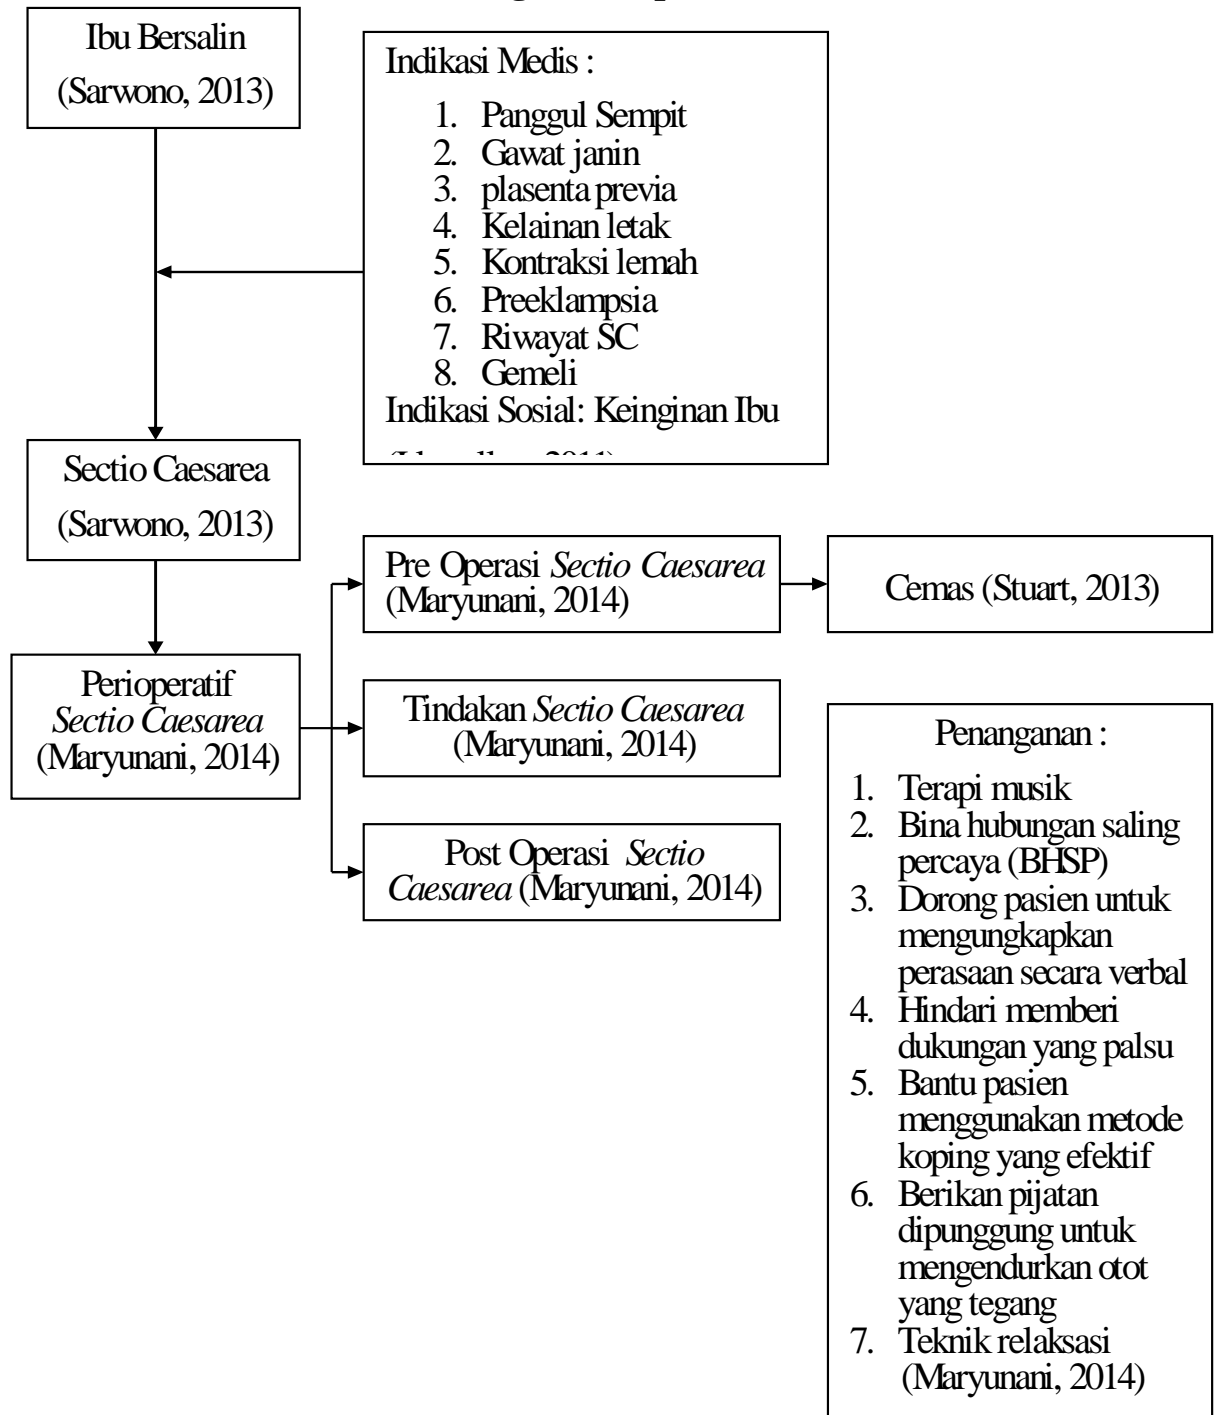 Ibu Bersalin
(Sarwono, 2013)
Indikasi Medis :
1. Panggul Sempit
2. Gawat janin
3. plasenta previa
4. Kelainan letak
5. Kontraksi lemah
6. Preeklampsia
7. Riwayat SC
8. Gemeli
Indikasi Sosial: Keinginan Ibu
Sectio Caesarea
(Sarwono, 2013)
Pre Operasi Sectio Caesarea
(Maryunani, 2014)
Cemas (Stuart, 2013)
Perioperatif
Sectio Caesarea
(Maryunani, 2014)
Tindakan Sectio Caesarea
(Maryunani, 2014)
Post Operasi Sectio
Caesarea (Maryunani, 2014)
Penanganan :
1. Terapi musik
2. Bina hubungan saling
percaya (BHSP)
3. Dorong pasien untuk
mengungkapkan
perasaan secara verbal
4. Hindari memberi
dukungan yang palsu
5. Bantu pasien
menggunakan metode
koping yang efektif
6. Berikan pijatan
dipunggung untuk
mengendurkan otot
yang tegang
7. Teknik relaksasi
(Maryunani, 2014)